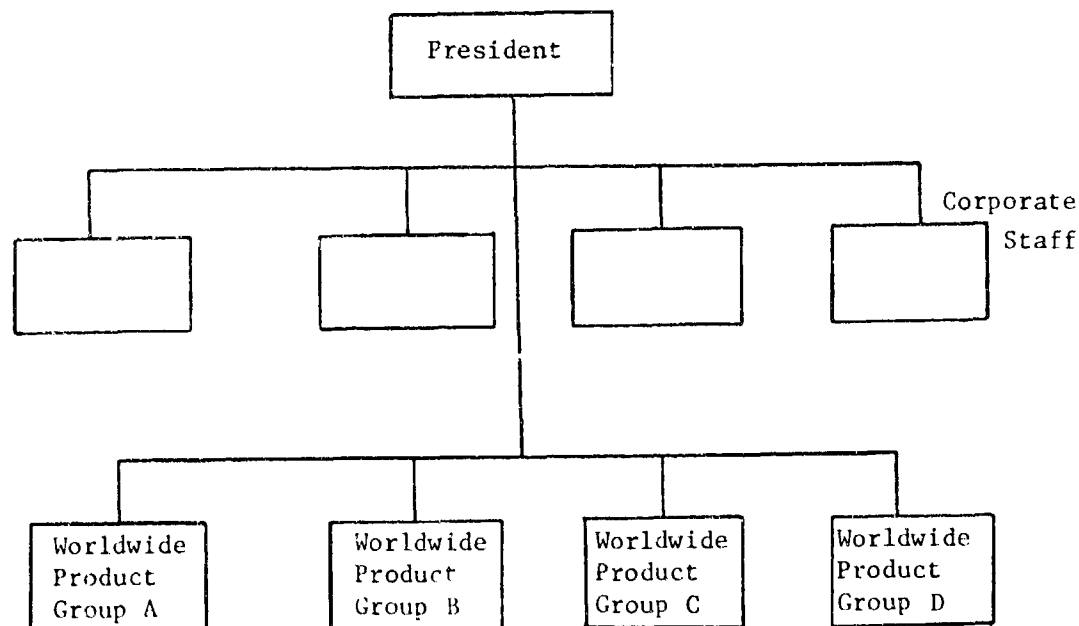 President
Corporate
Staff
Worldwide
Product
Group A
Worldwide
Product
Group B
Worldwide
Product
Group C
Worldwide
Product
Group D